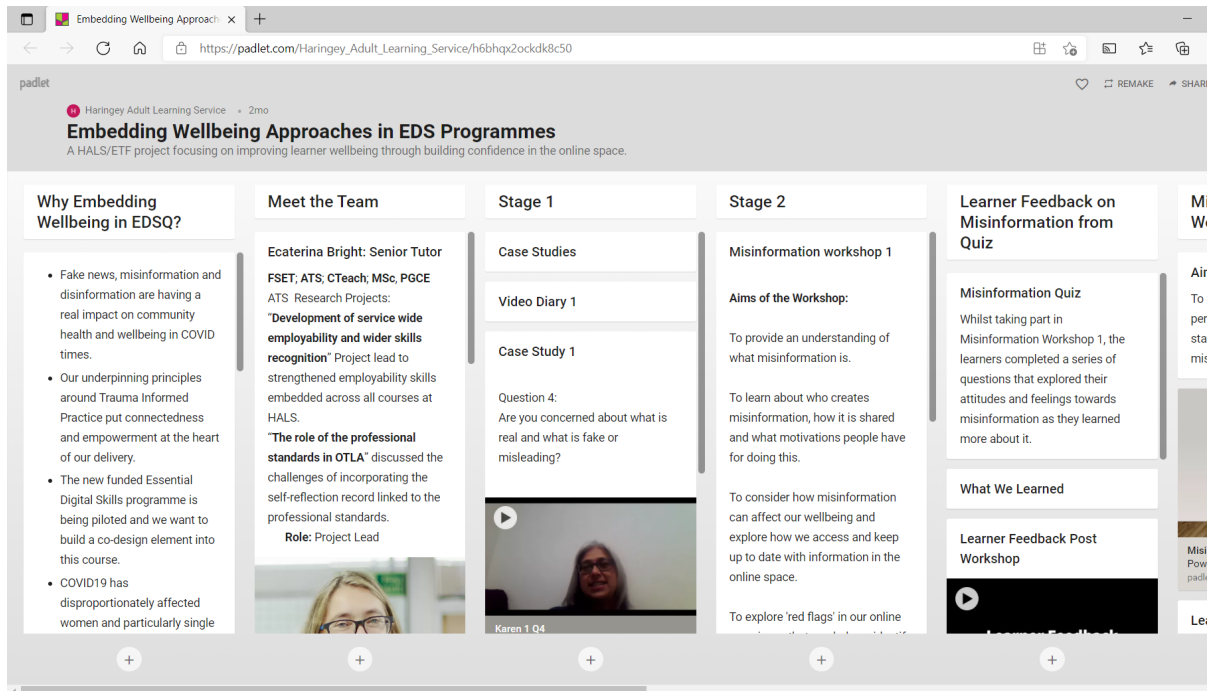 Embedding Wellbeing Approach
https://padlet.com/Haringey_Adult_Learning_Service/h6bhqx2ockdk8c50
padlet
REMAKE
SHARE
H Haringey Adult Learning Service • 2mo
Embedding Wellbeing Approaches in EDS Programmes
A HALS/ETF project focusing on improving learner wellbeing through building confidence in the online space.
Why Embedding
Wellbeing in EDSQ?
• Fake news, misinformation and
disinformation are having a
real impact on community
health and wellbeing in COVID
times.
• Our underpinning principles
around Trauma Informed
Practice put connectedness
and empowerment at the heart
of our delivery.
• The new funded Essential
Digital Skills programme is
being piloted and we want to
build a co-design element into
this course.
• COVID19 has
disproportionately affected
women and particularly single
Meet the Team
Ecaterina Bright: Senior Tutor
FSET; ATS; CTeach; MSc, PGCE
ATS Research Projects:
"Development of service wide
employability and wider skills
recognition" Project lead to
strengthened employability skills
embedded across all courses at
HALS.
"The role of the professional
standards in OTLA" discussed the
challenges of incorporating the
self-reflection record linked to the
professional standards.
Role: Project Lead
Stage 1
Case Studies
Video Diary 1
Case Study 1
Question 4:
Are you concerned about what is
real and what is fake or
misleading?
Karen 1 Q4
Stage 2
Misinformation workshop 1
Aims of the Workshop:
To provide an understanding of
what misinformation is.
To learn about who creates
misinformation, how it is shared
and what motivations people have
for doing this.
To consider how misinformation
can affect our wellbeing and
explore how we access and keep
up to date with information in the
online space.
To explore 'red flags' in our online
Learner Feedback on
Misinformation from
Quiz
Misinformation Quiz
Whilst taking part in
Misinformation Workshop 1, the
learners completed a series of
questions that explored their
attitudes and feelings towards
misinformation as they learned
more about it.
What We Learned
Learner Feedback Post
Workshop
Learner Feedback
Mi
Wo
Air
To
per
sta
mis
Misi
Pow
padle
Lea